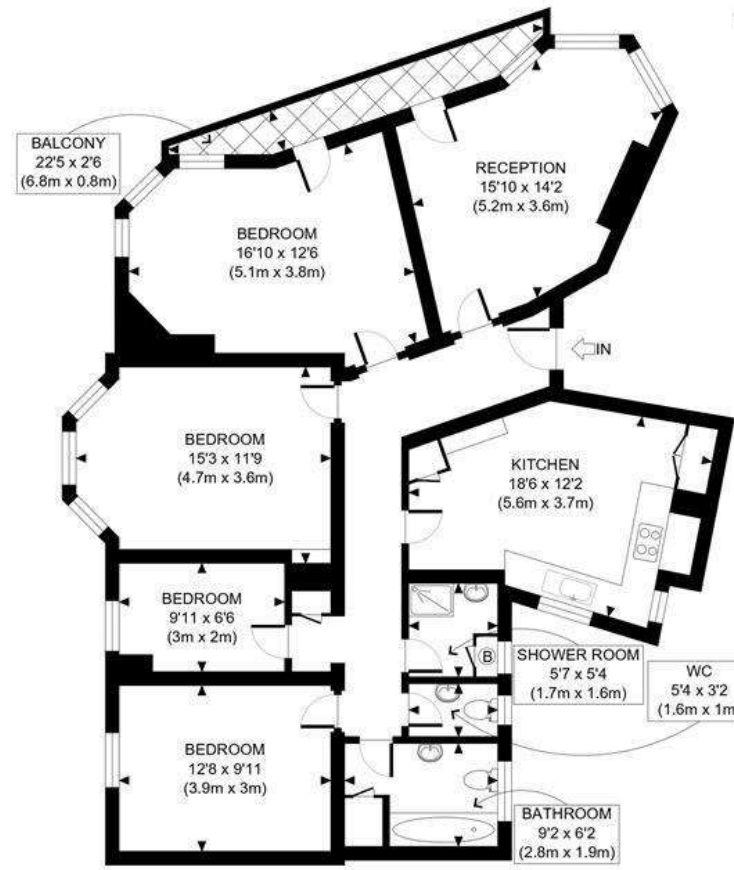 BALCONY
22'5 x 2'6
(6.8m x 0.8m)
RECEPTION
15'10 x 14'2
(5.2m x 3.6m)
BEDROOM
16'10 x 12'6
(5.1m x 3.8m)
IN
BEDROOM
15'3 x 11'9
(4.7m x 3.6m)
KITCHEN
18'6 x 12'2
(5.6m x 3.7m)
BEDROOM
9'11 x 6'6
(3m x 2m)
B
SHOWER ROOM
5'7 x 5'4
(1.7m x 1.6m)
WC
5'4 x 3'2
(1.6m x 1m
BEDROOM
12'8 x 9'11
(3.9m x 3m)
BATHROOM
9'2 x 6'2
(2.8m x 1.9m)